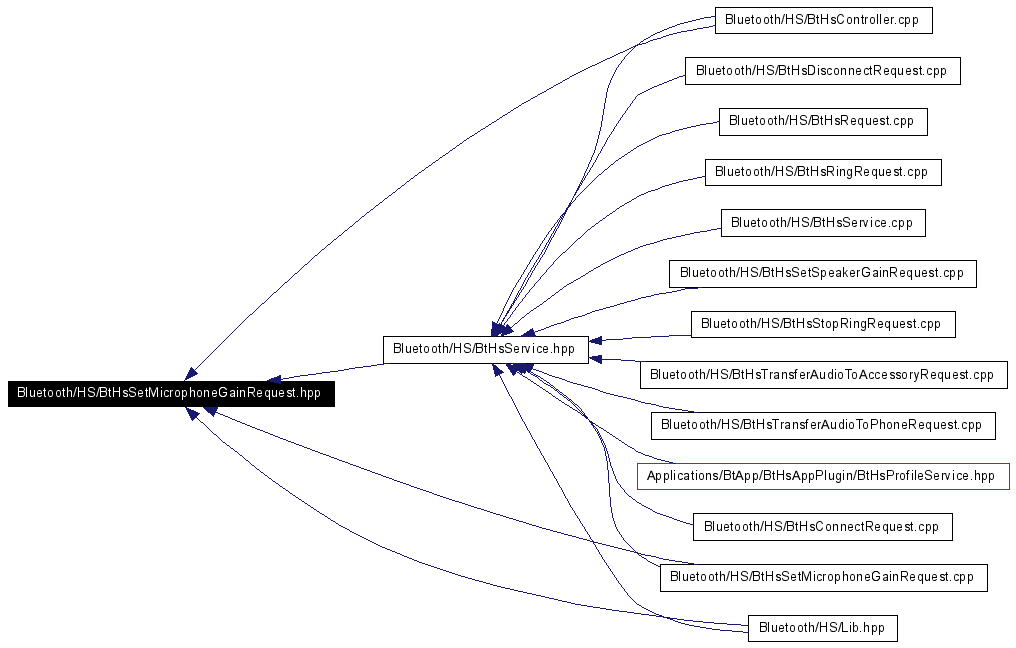 Bluetooth/HS/BtHsController.cpp
Bluetooth/HS/BtHsDisconnectRequest.cpp
Bluetooth/HS/BtHsRequest.cpp
Bluetooth/HS/BtHsRingRequest.cpp
Bluetooth/HS/BtHsService.cpp
Bluetooth/HS/BtHsSetSpeakerGainRequest.cpp
Bluetooth/HS/BtHsStopRingRequest.cpp
Bluetooth/HS/BtHsService.hpp
Bluetooth/HS/BtHsTransferAudioToAccessoryRequest.cpp
Bluetooth/HS/BtHsSetMicrophoneGainRequest.hpp
Bluetooth/HS/BtHsTransferAudioToPhoneRequest.cpp
Applications/BtApp/BtHsAppPlugin/BtHsProfileService.hpp
Bluetooth/HS/BtHsConnectRequest.cpp
Bluetooth/HS/BtHsSetMicrophoneGainRequest.cpp
Bluetooth/HS/Lib.hpp